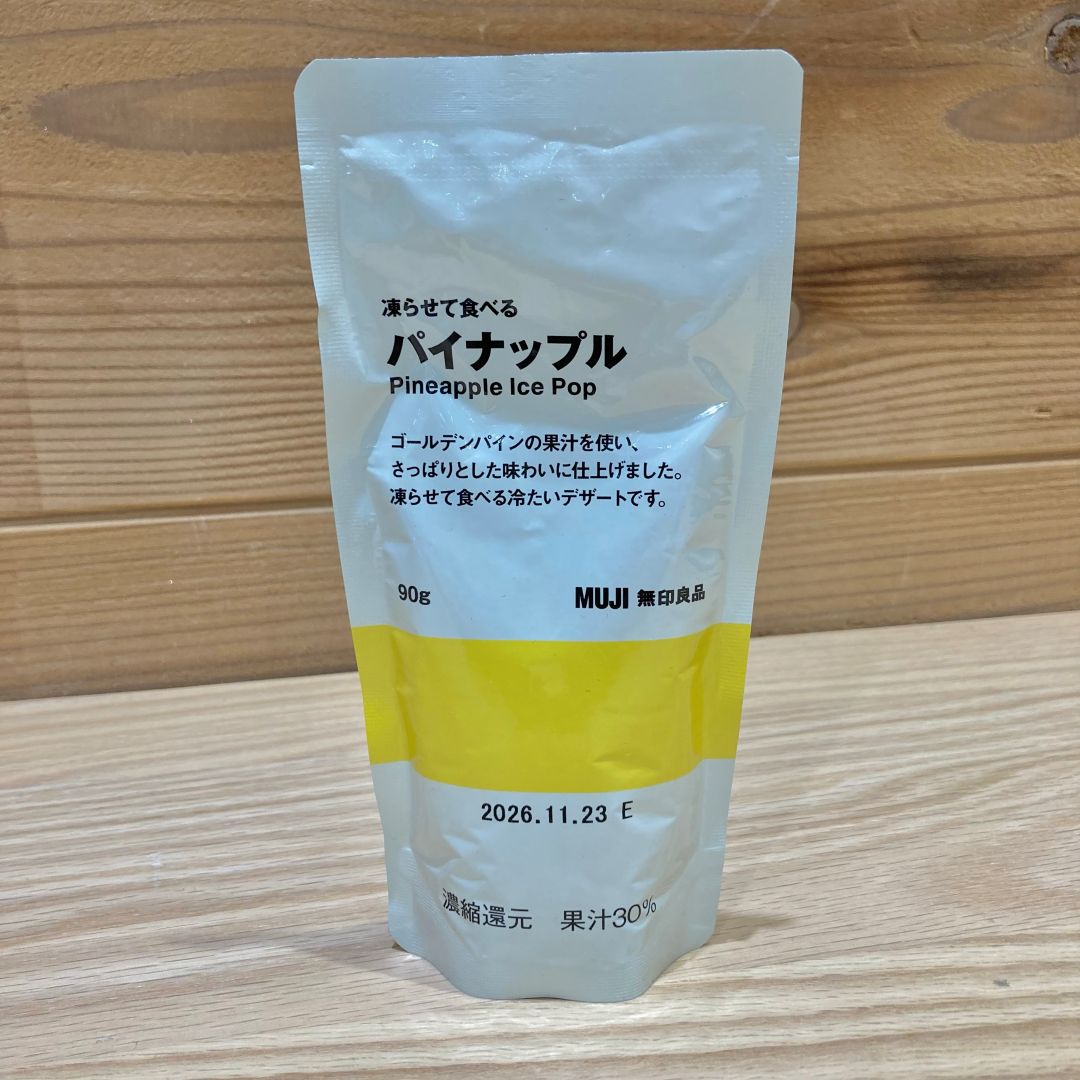 凍らせて食べる
パイナップル
Pineapple Ice Pop
ゴールデンパインの果汁を使い、
さっぱりとした味わいに仕上げました。
凍らせて食べる冷たいデザートです。
90g MUJI 無印良品
2026.11.23 E
濃縮還元 果汁30%